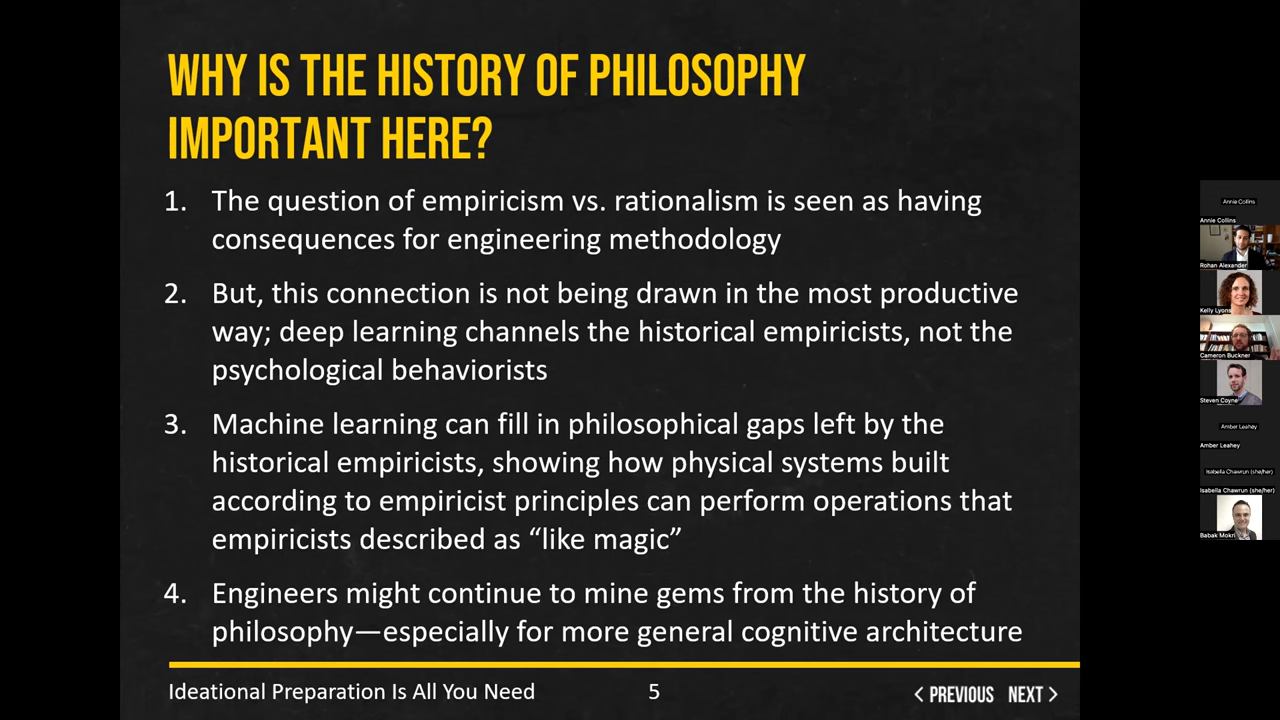 WHY IS THE HISTORY OF PHILOSOPHY
IMPORTANT HERE?
1. The question of empiricism vs. rationalism is seen as having
consequences for engineering methodology
2. But, this connection is not being drawn in the most productive
way; deep learning channels the historical empiricists, not the
psychological behaviorists
3. Machine learning can fill in philosophical gaps left by the
historical empiricists, showing how physical systems built
according to empiricist principles can perform operations that
empiricists described as “like magic”
4. Engineers might continue to mine gems from the history of
philosophy—especially for more general cognitive architecture
Ideational Preparation Is All You Need
5
< PREVIOUS NEXT >
Annie Collins
Annie Collins
Rohan Alexander
Kelly Lyons
Cameron Buckner
Steven Coyne
Amber Leahey
Amber Leahey
Isabella Chawrun (she/her)
Isabella Chawrun (she/her)
Babak Mokri